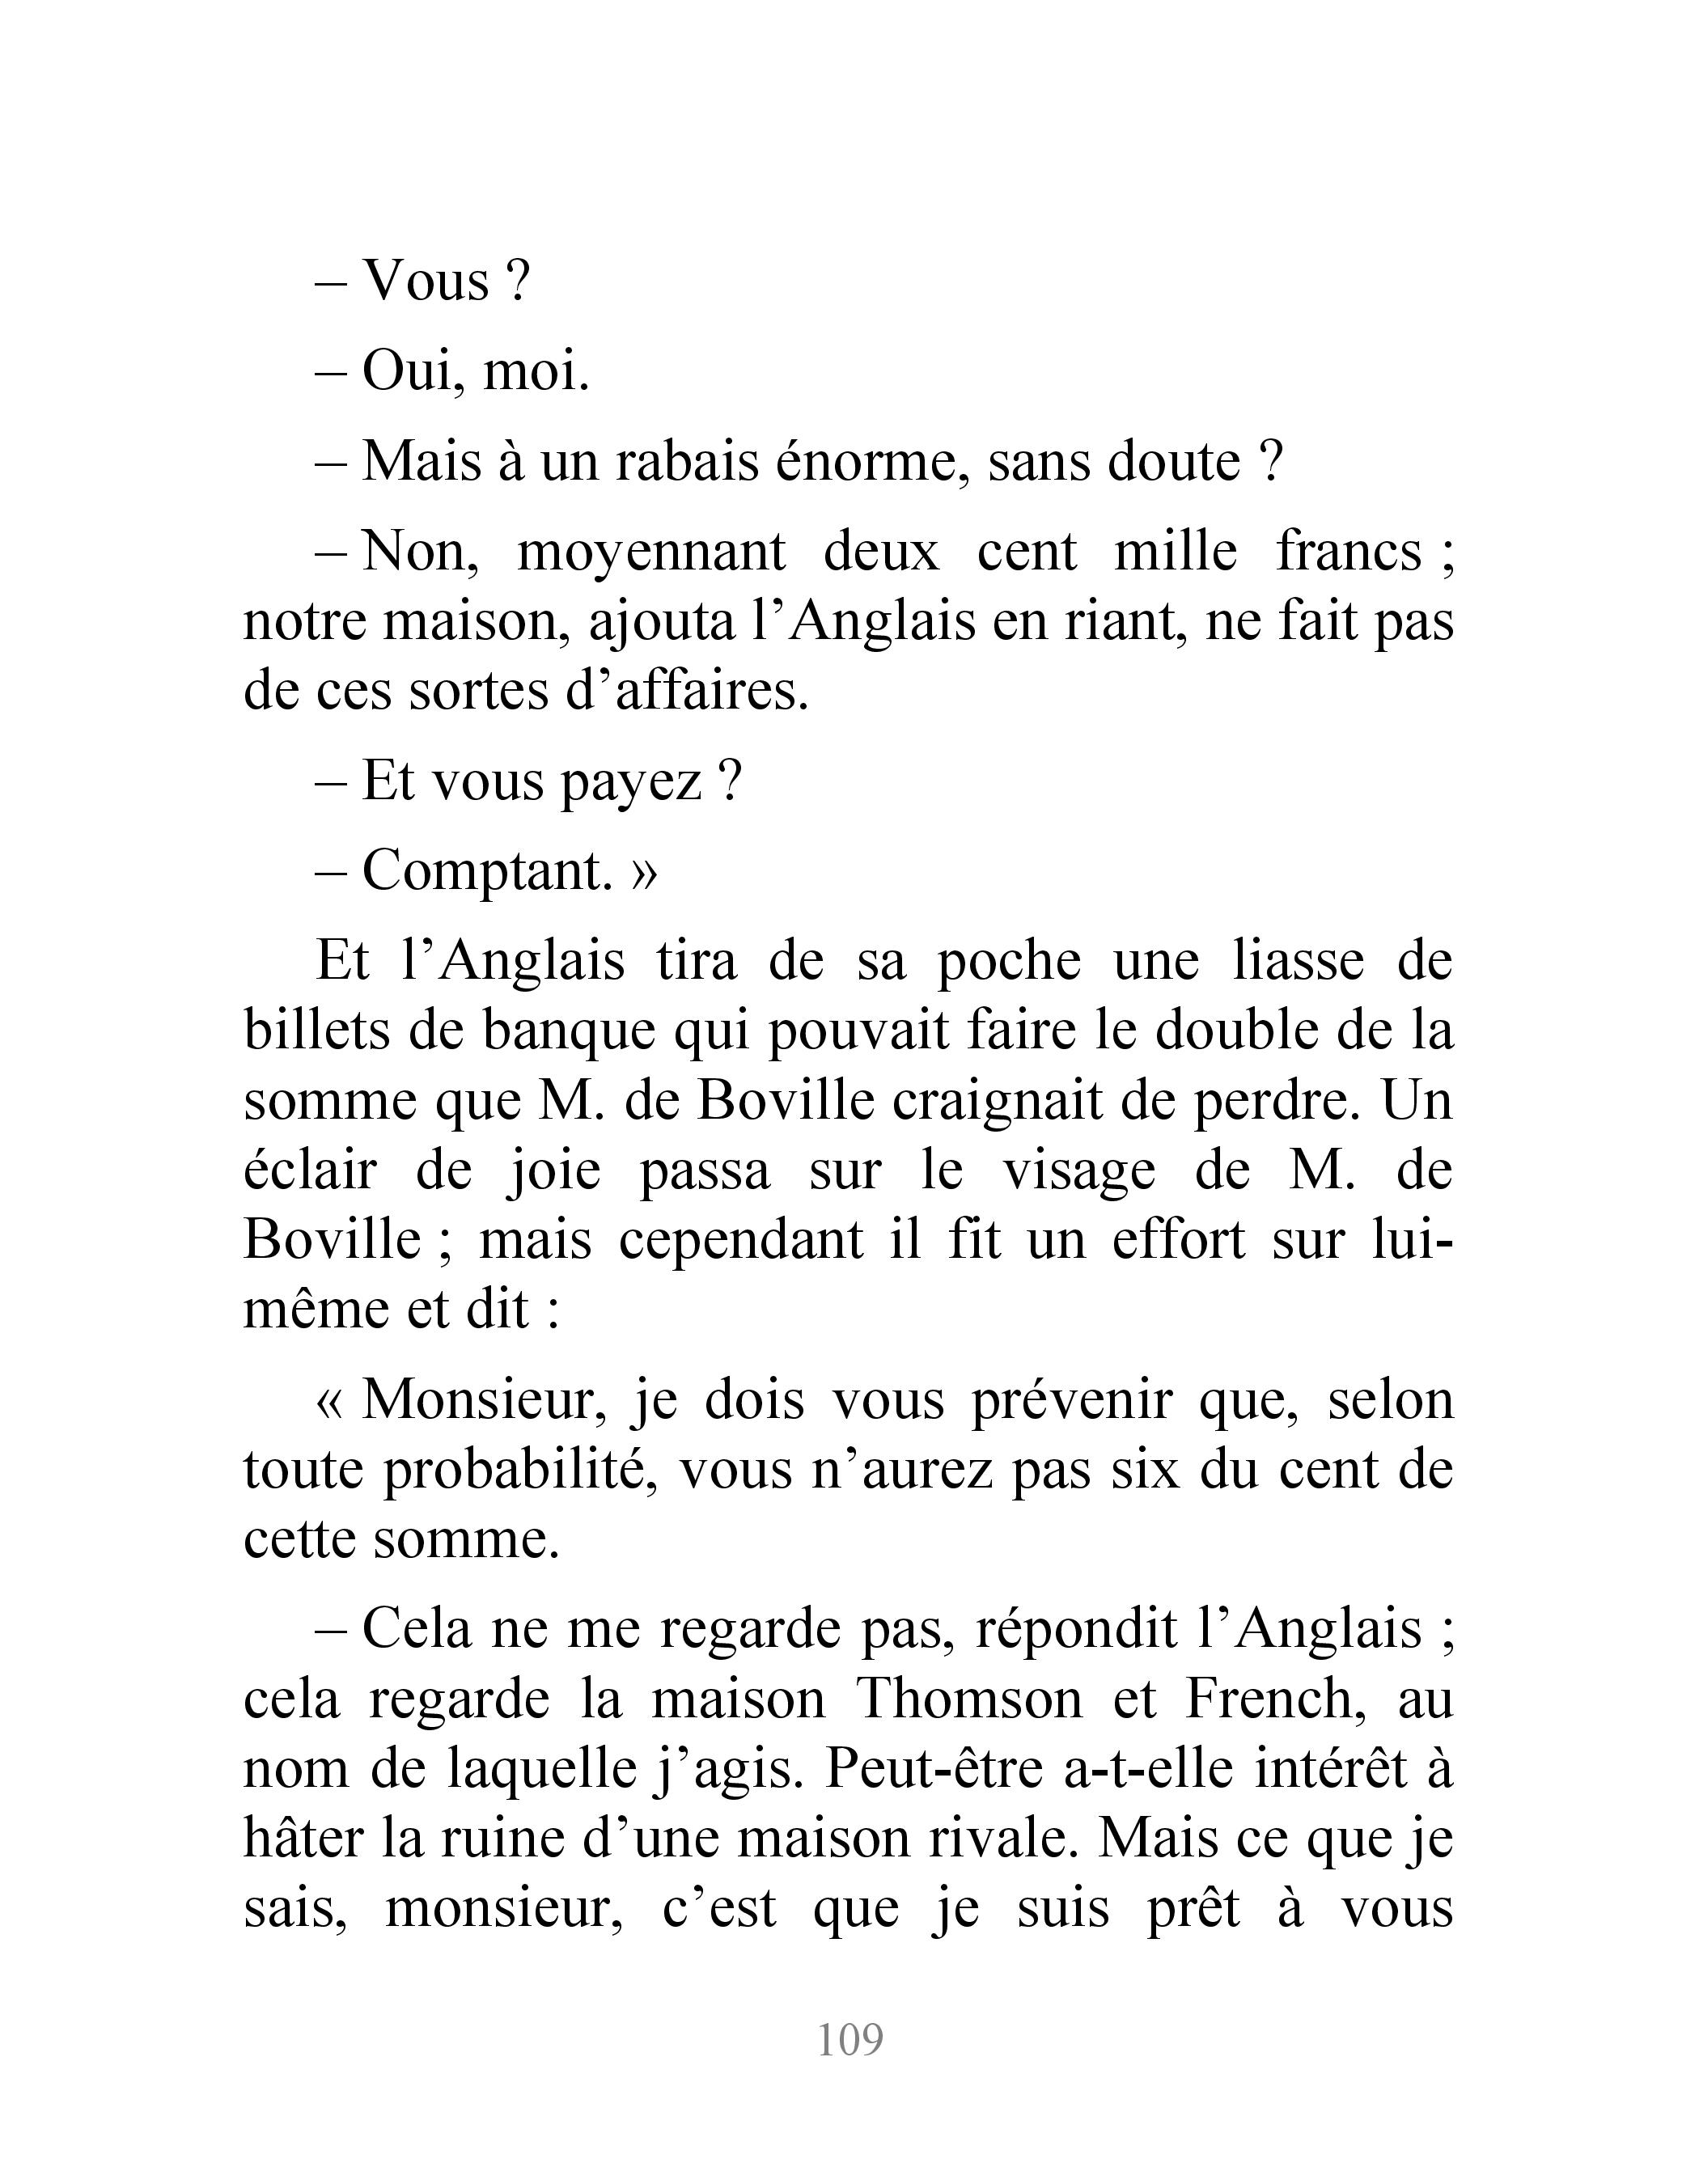 – Vous ?
– Oui, moi.
– Mais à un rabais énorme, sans doute ?
– Non, moyennant deux cent mille francs ;
notre maison, ajouta l’Anglais en riant, ne fait pas
de ces sortes d’affaires.
– Et vous payez ?
– Comptant. »
Et l’Anglais tira de sa poche une liasse de
billets de banque qui pouvait faire le double de la
somme que M. de Boville craignait de perdre. Un
éclair de joie passa sur le visage de M. de
Boville ; mais cependant il fit un effort sur lui-
même et dit :
« Monsieur, je dois vous prévenir que, selon
toute probabilité, vous n’aurez pas six du cent de
cette somme.
– Cela ne me regarde pas, répondit l’Anglais ;
cela regarde la maison Thomson et French, au
nom de laquelle j’agis. Peut-être a-t-elle intérêt à
hâter la ruine d’une maison rivale. Mais ce que je
sais, monsieur, c’est que je suis prêt à vous
109